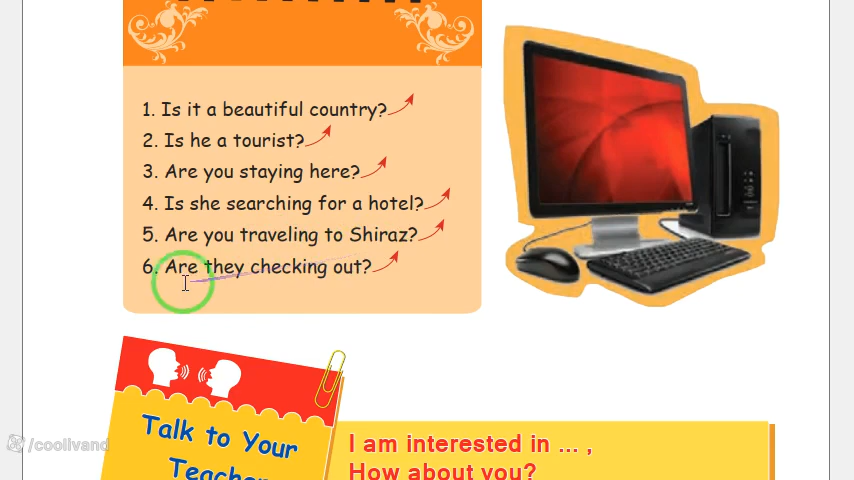 1. Is it a beautiful country?
2. Is he a tourist?
3. Are you staying here?
4. Is she searching for a hotel?
5. Are you traveling to Shiraz?
6. Are they checking out?
Talk to Your
Teacher
I am interested in ... ,
How about you?
/coolivand